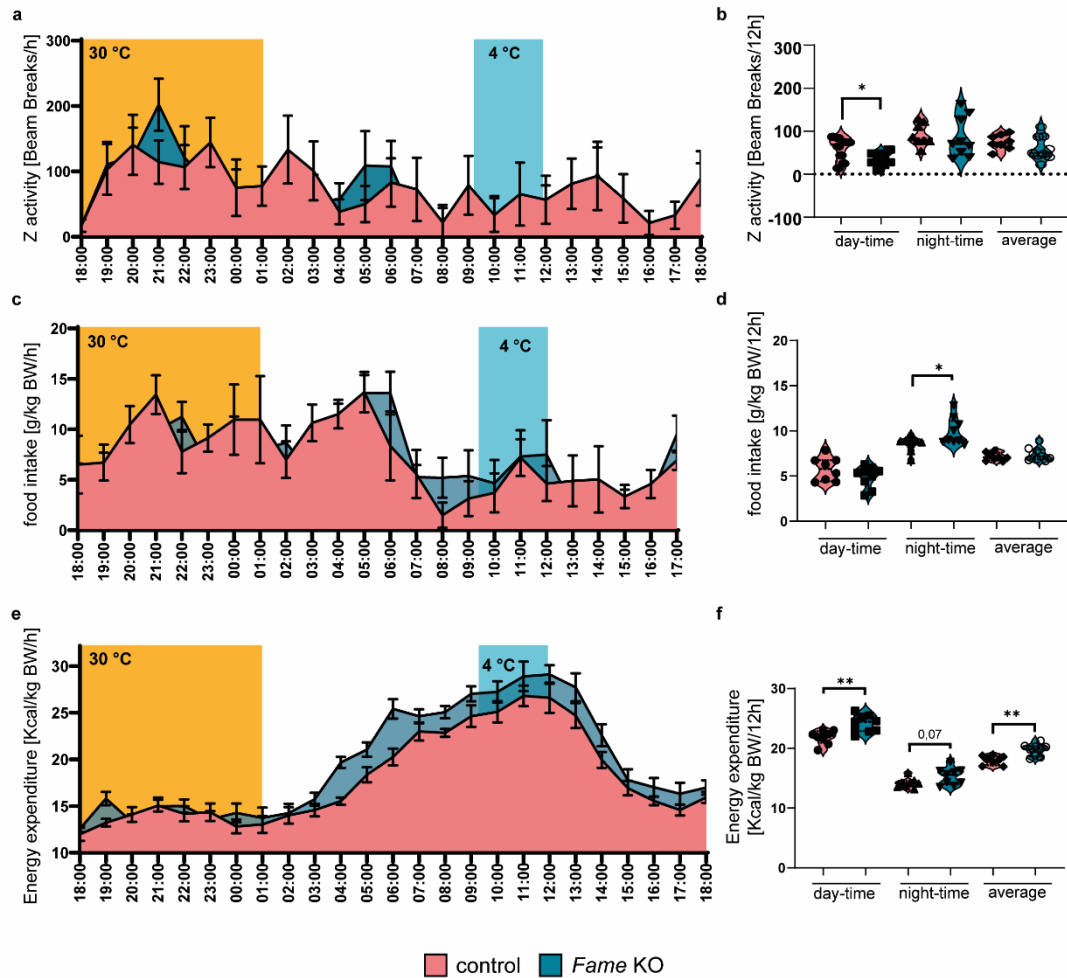 a
Z activity [Beam Breaks/h]
300
200
100
0
30 °C
4 °C
18:00 19:00 20:00 21:00 22:00 23:00 00:00 01:00 02:00 03:00 04:00 05:00 06:00 07:00 08:00 09:00 10:00 11:00 12:00 13:00 14:00 15:00 16:00 17:00 18:00
b
Z activity [Beam Breaks/12h]
300
200
100
0
-100
*
day-time night-time average
c
food intake [g/kg BW/h]
20
15
10
5
0
30 °C
4 °C
18:00 19:00 20:00 21:00 22:00 23:00 00:00 01:00 02:00 03:00 04:00 05:00 06:00 07:00 08:00 09:00 10:00 11:00 12:00 13:00 14:00 15:00 16:00 17:00
d
food intake [g/kg BW/12h]
20
15
10
5
0
*
day-time night-time average
e
Energy expenditure [Kcal/kg BW/h]
30
25
20
15
10
30 °C
4 °C
18:00 19:00 20:00 21:00 22:00 23:00 00:00 01:00 02:00 03:00 04:00 05:00 06:00 07:00 08:00 09:00 10:00 11:00 12:00 13:00 14:00 15:00 16:00 17:00 18:00
f
Energy expenditure
[Kcal/kg BW/12h]
30
20
10
0
**
0,07
**
day-time night-time average
control Fame KO